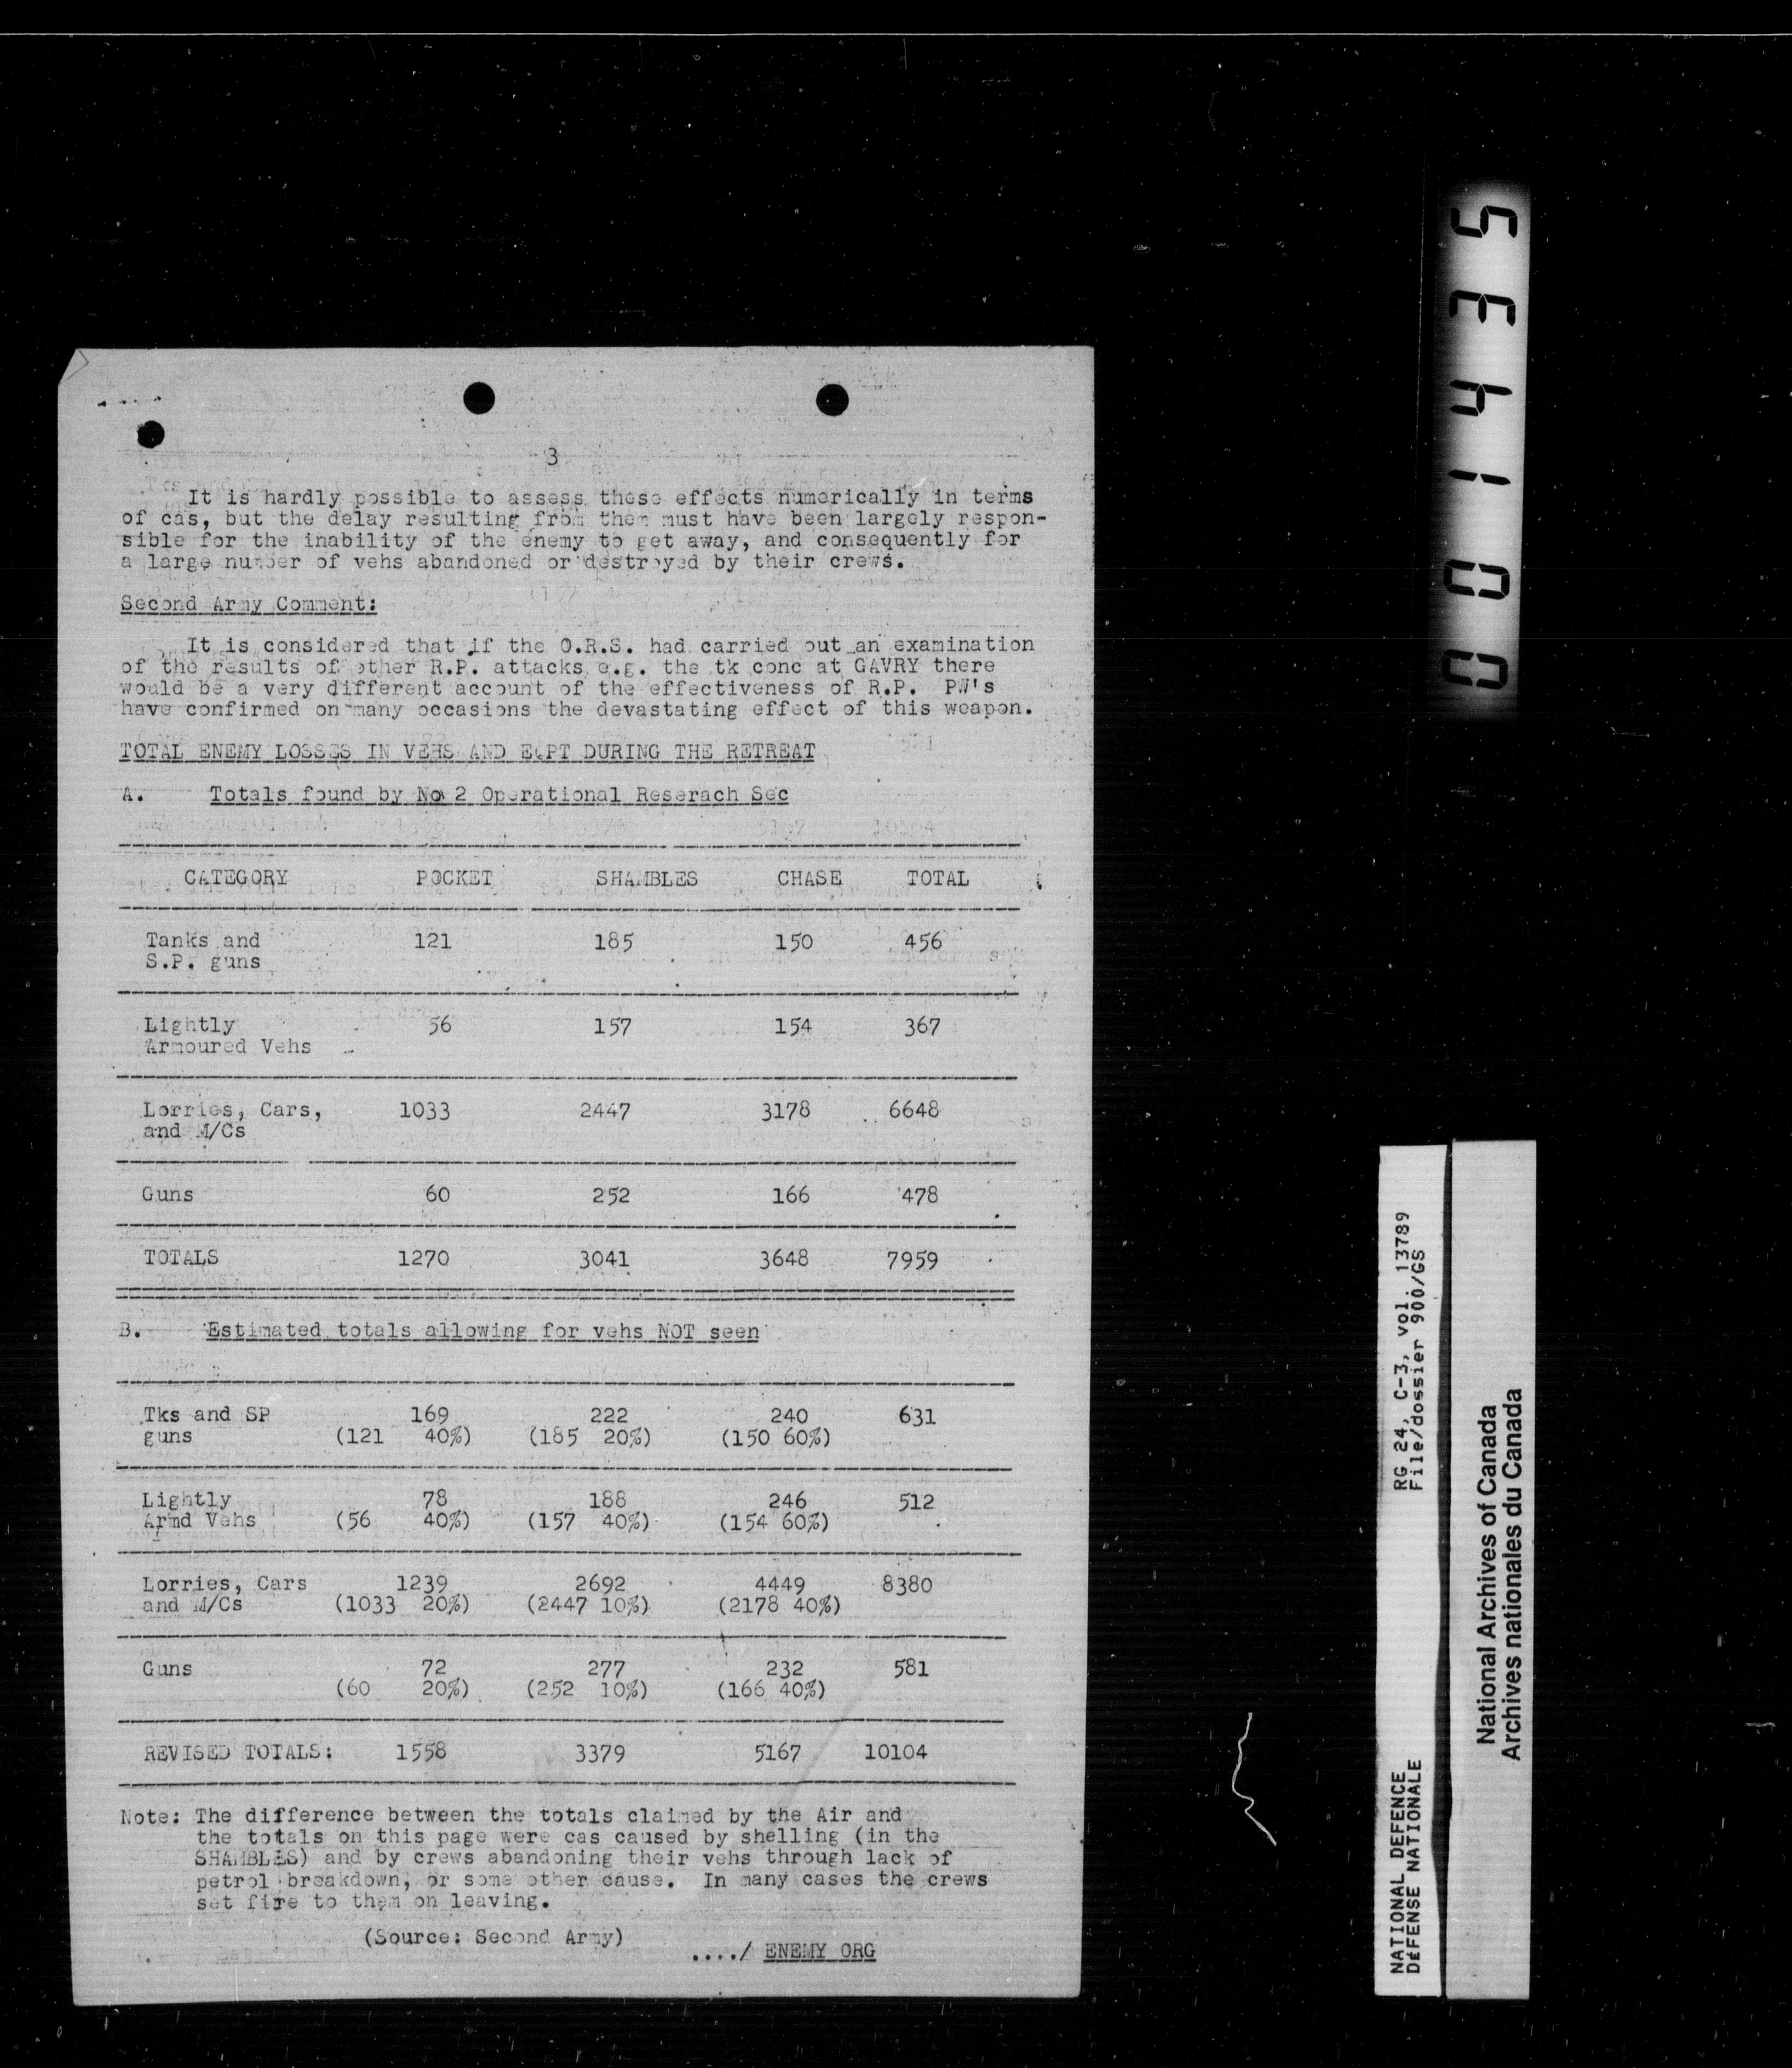 3
It is hardly possible to assess these effects numerically in terms
of cas, but the delay resulting from them must have been largely respon-
sible for the inability of the enemy to get away, and consequently for
a large number of vehs abandoned or destroyed by their crews.
Second Army Comment:
It is considered that if the O.R.S. had carried out an examination
of the results of other R.P. attacks e.g. the tk conc at GAVRY there
would be a very different account of the effectiveness of R.P. PW's
have confirmed on many occasions the devastating effect of this weapon.
TOTAL ENEMY LOSSES IN VEHS AND EQPT DURING THE RETREAT
A. Totals found by No 2 Operational Reserach Sec
CATEGORY POCKET SHAMBLES CHASE TOTAL
Tanks and 121 185 150 456
S.P. guns
Lightly 56 157 154 367
Armoured Vehs
Lorries, Cars, 1033 2447 3178 6648
and M/Cs
Guns 60 252 166 478
TOTALS 1270 3041 3648 7959
B. Estimated totals allowing for vehs NOT seen
Tks and SP 169 222 240 631
guns (121 40%) (185 20%) (150 60%)
Lightly 78 188 246 512
Armd Vehs (56 40%) (157 40%) (154 60%)
Lorries, Cars 1239 2692 4449 8380
and M/Cs (1033 20%) (2447 10%) (2178 40%)
Guns 72 277 232 581
(60 20%) (252 10%) (166 40%)
REVISED TOTALS: 1558 3379 5167 10104
Note: The difference between the totals claimed by the Air and
the totals on this page were cas caused by shelling (in the
SHAMBLES) and by crews abandoning their vehs through lack of
petrol breakdown, or some other cause. In many cases the crews
set fire to them on leaving.
(Source: Second Army)
..../ ENEMY ORG
001435
RG 24, C-3, vol. 13789
File/dossier 900/GS
NATIONAL DEFENCE
DÉFENSE NATIONALE
National Archives of Canada
Archives nationales du Canada